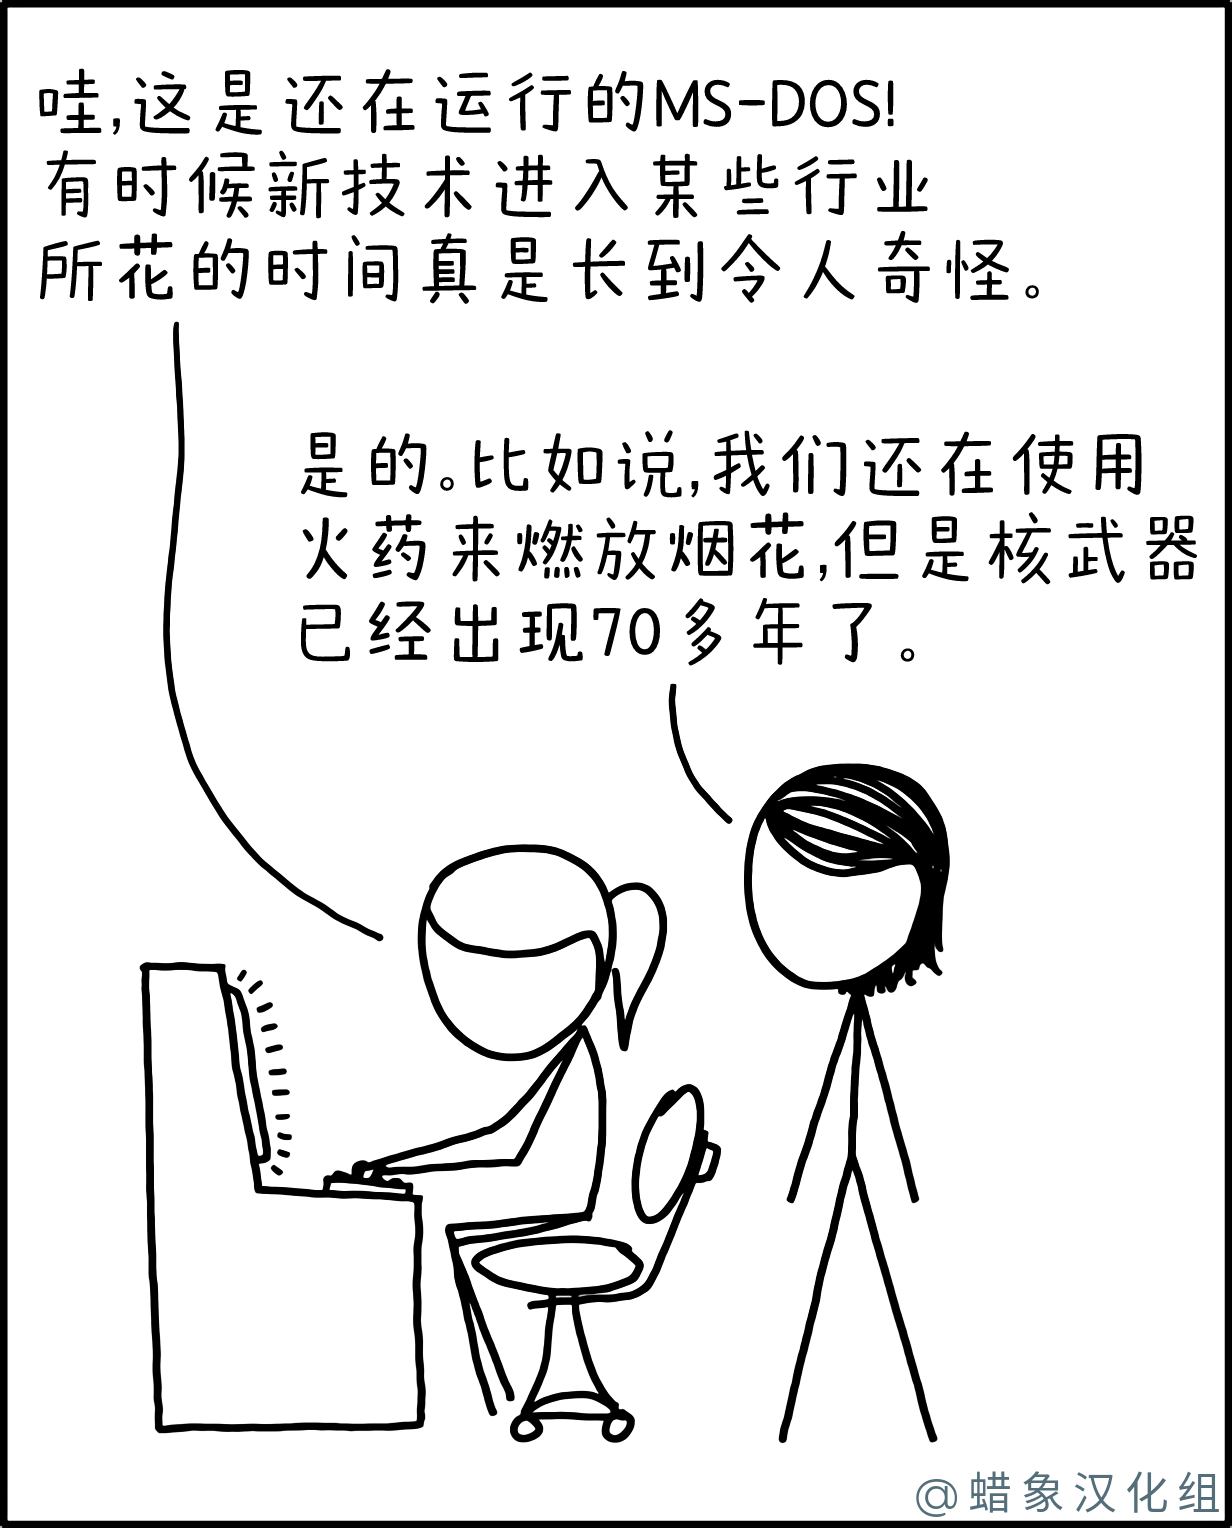 哇,这是还在运行的MS-DOS!
有时候新技术进入某些行业
所花的时间真是长到令人奇怪。
是的。比如说,我们还在使用
火药来燃放烟花,但是核武器
已经出现70多年了。
@蜡象汉化组